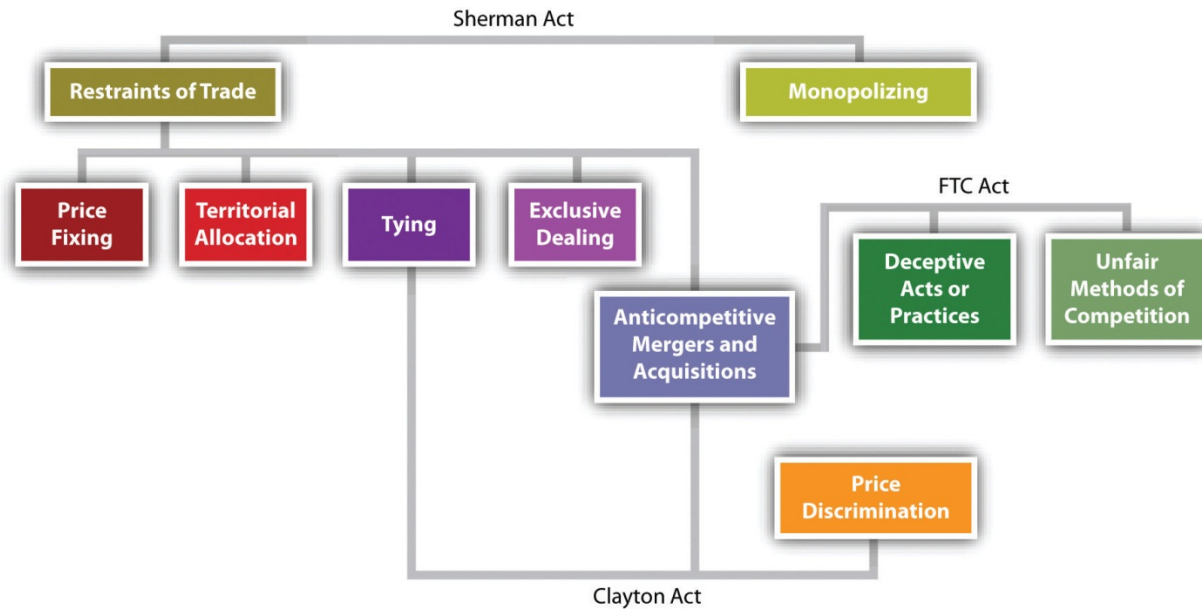 Sherman Act
Restraints of Trade
Monopolizing
Price
Fixing
Territorial
Allocation
Tying
Exclusive
Dealing
FTC Act
Deceptive
Acts or
Practices
Unfair
Methods of
Competition
Anticompetitive
Mergers and
Acquisitions
Price
Discrimination
Clayton Act